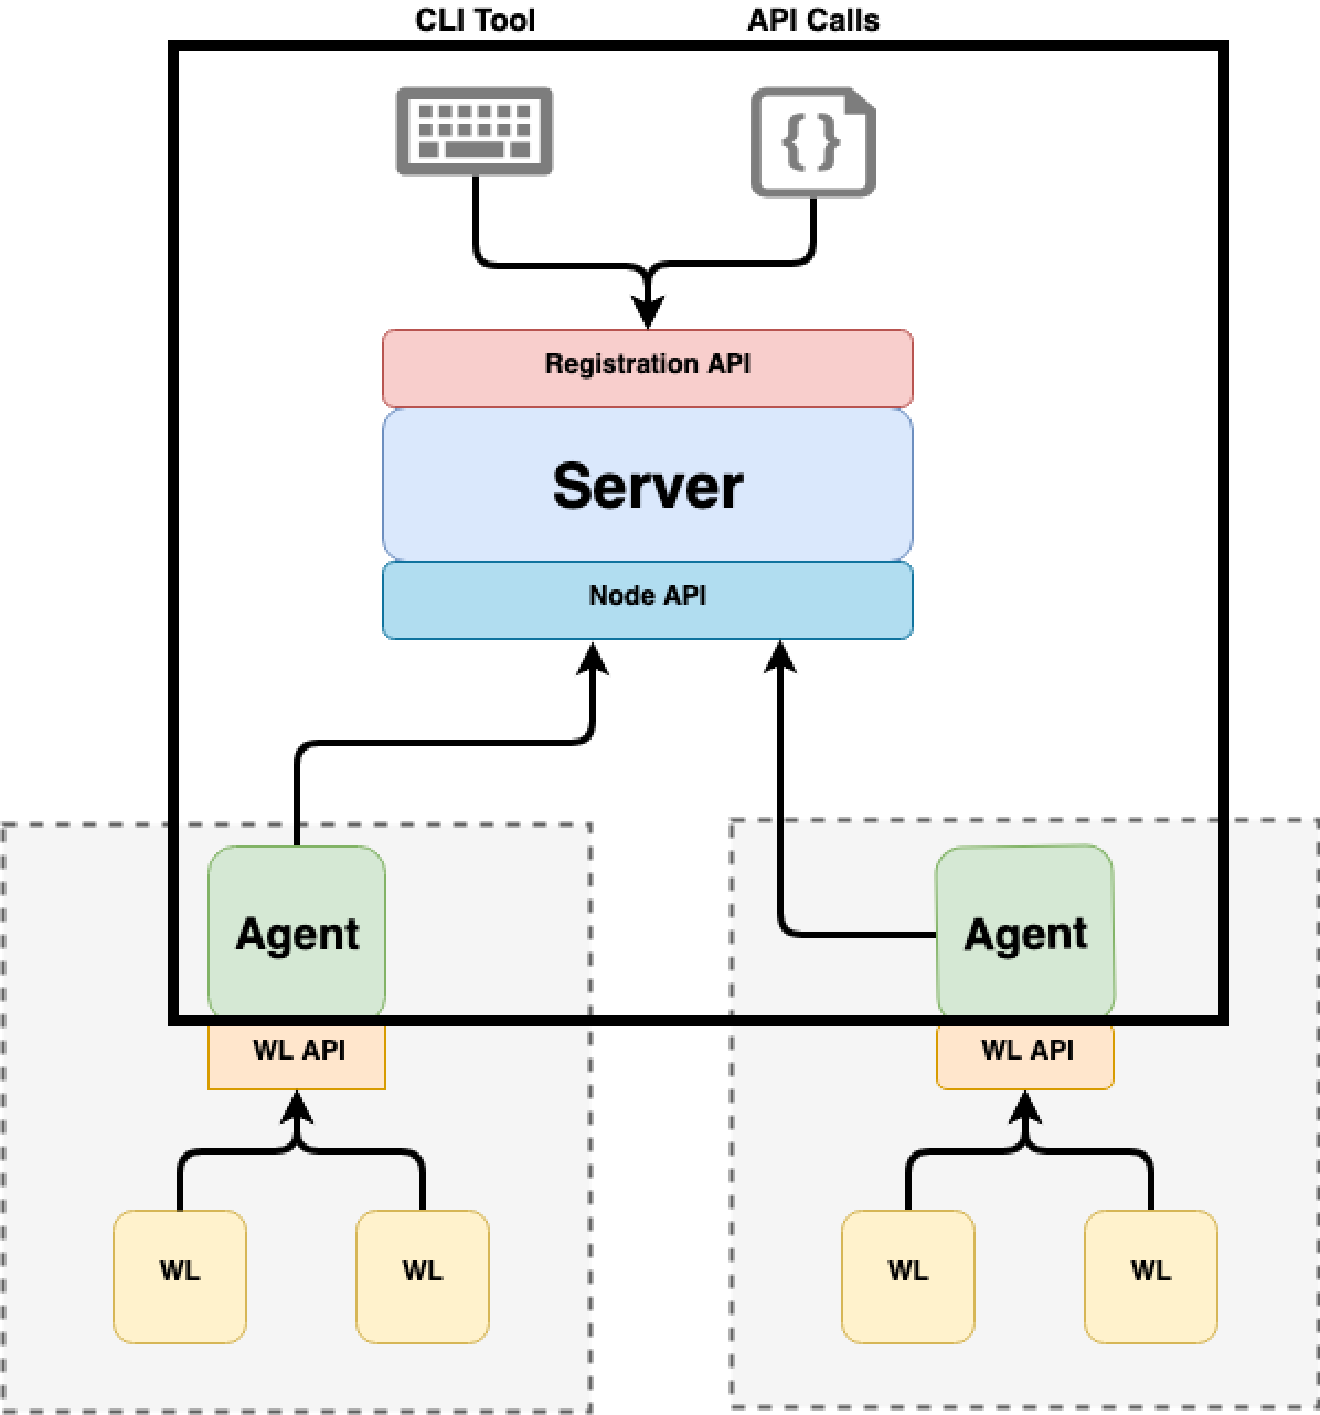 CLI Tool
API Calls
{}
Registration API
Server
Node API
Agent
Agent
WL API
WL API
WL
WL
WL
WL